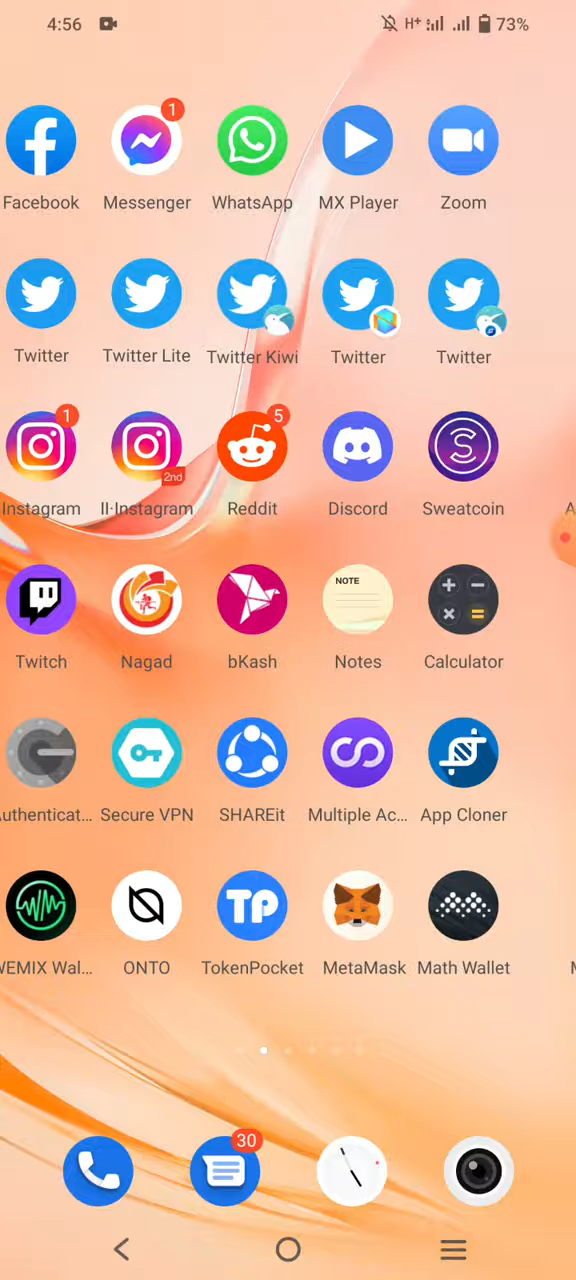 4:56 H+ 73%
1
Facebook Messenger WhatsApp MX Player Zoom
Twitter Twitter Lite Twitter Kiwi Twitter Twitter
1 2nd 5
Instagram II·Instagram Reddit Discord Sweatcoin A
NOTE
Twitch Nagad bKash Notes Calculator
uthenticat... Secure VPN SHAREit Multiple Ac... App Cloner
TP
WEMIX Wal... ONTO TokenPocket MetaMask Math Wallet M
30